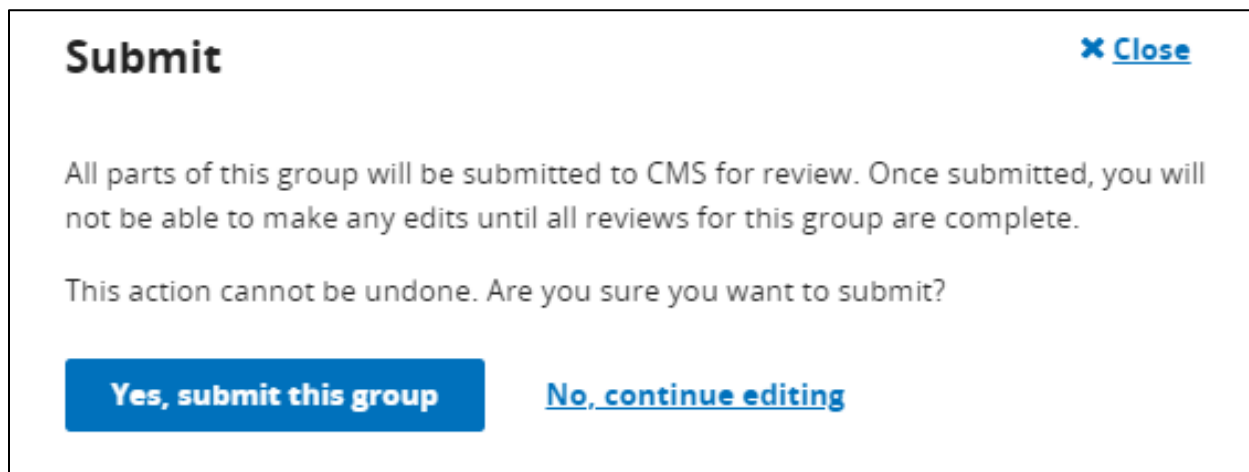 Submit
✖ Close
All parts of this group will be submitted to CMS for review. Once submitted, you will
not be able to make any edits until all reviews for this group are complete.
This action cannot be undone. Are you sure you want to submit?
Yes, submit this group
No, continue editing